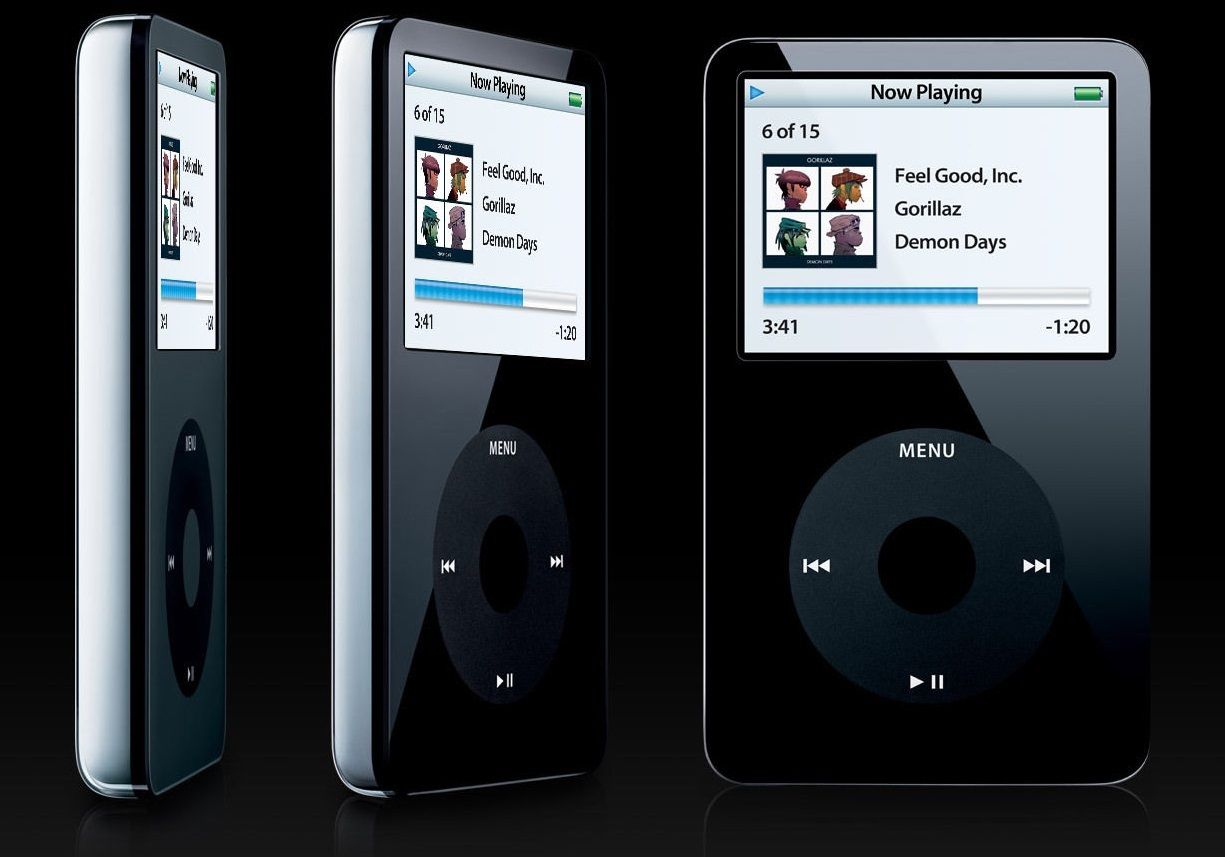 Now Playing
6 of 15
Feel Good, Inc.
Gorillaz
Demon Days
3:41
-1:20
MENU
Now Playing
6 of 15
GORILLAZ
Feel Good, Inc.
Gorillaz
Demon Days
DEMON DAYS
3:41
-1:20
MENU
Now Playing
6 of 15
GORILLAZ
Feel Good, Inc.
Gorillaz
Demon Days
DEMON DAYS
3:41
-1:20
MENU